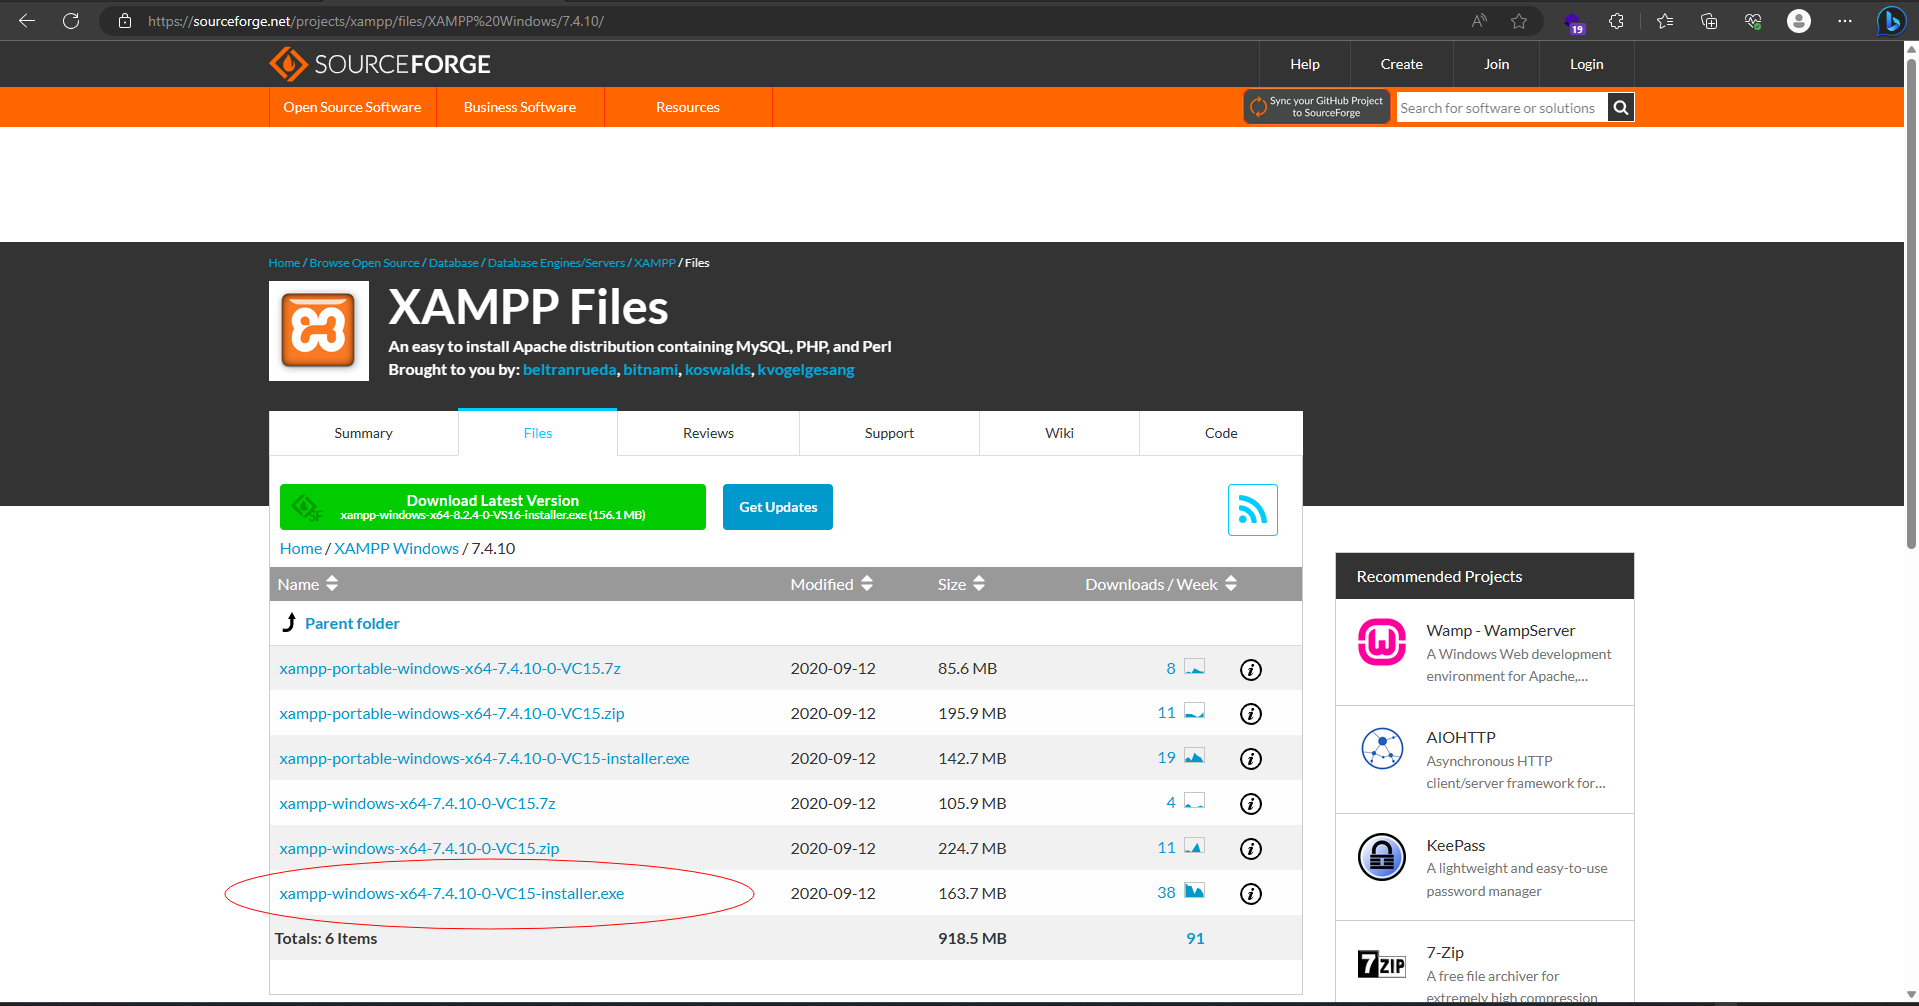 https://sourceforge.net/projects/xampp/files/XAMPP%20Windows/7.4.10/
19
SOURCEFORGE
Help Create Join Login
Open Source Software Business Software Resources
Sync your GitHub Project
to SourceForge
Search for software or solutions
Home / Browse Open Source / Database / Database Engines/Servers / XAMPP / Files
XAMPP Files
An easy to install Apache distribution containing MySQL, PHP, and Perl
Brought to you by: beltranrueda, bitnami, koswalds, kvogelgesang
Summary Files Reviews Support Wiki Code
Download Latest Version
xampp-windows-x64-8.2.4-0-VS16-installer.exe (156.1 MB)
Get Updates
Home / XAMPP Windows / 7.4.10
Name Modified Size Downloads / Week
Parent folder
xampp-portable-windows-x64-7.4.10-0-VC15.7z 2020-09-12 85.6 MB 8
xampp-portable-windows-x64-7.4.10-0-VC15.zip 2020-09-12 195.9 MB 11
xampp-portable-windows-x64-7.4.10-0-VC15-installer.exe 2020-09-12 142.7 MB 19
xampp-windows-x64-7.4.10-0-VC15.7z 2020-09-12 105.9 MB 4
xampp-windows-x64-7.4.10-0-VC15.zip 2020-09-12 224.7 MB 11
xampp-windows-x64-7.4.10-0-VC15-installer.exe 2020-09-12 163.7 MB 38
Totals: 6 Items 918.5 MB 91
Recommended Projects
Wamp - WampServer
A Windows Web development
environment for Apache,...
AIOHTTP
Asynchronous HTTP
client/server framework for...
KeePass
A lightweight and easy-to-use
password manager
7ZIP
7-Zip
A free file archiver for
extremely high compression